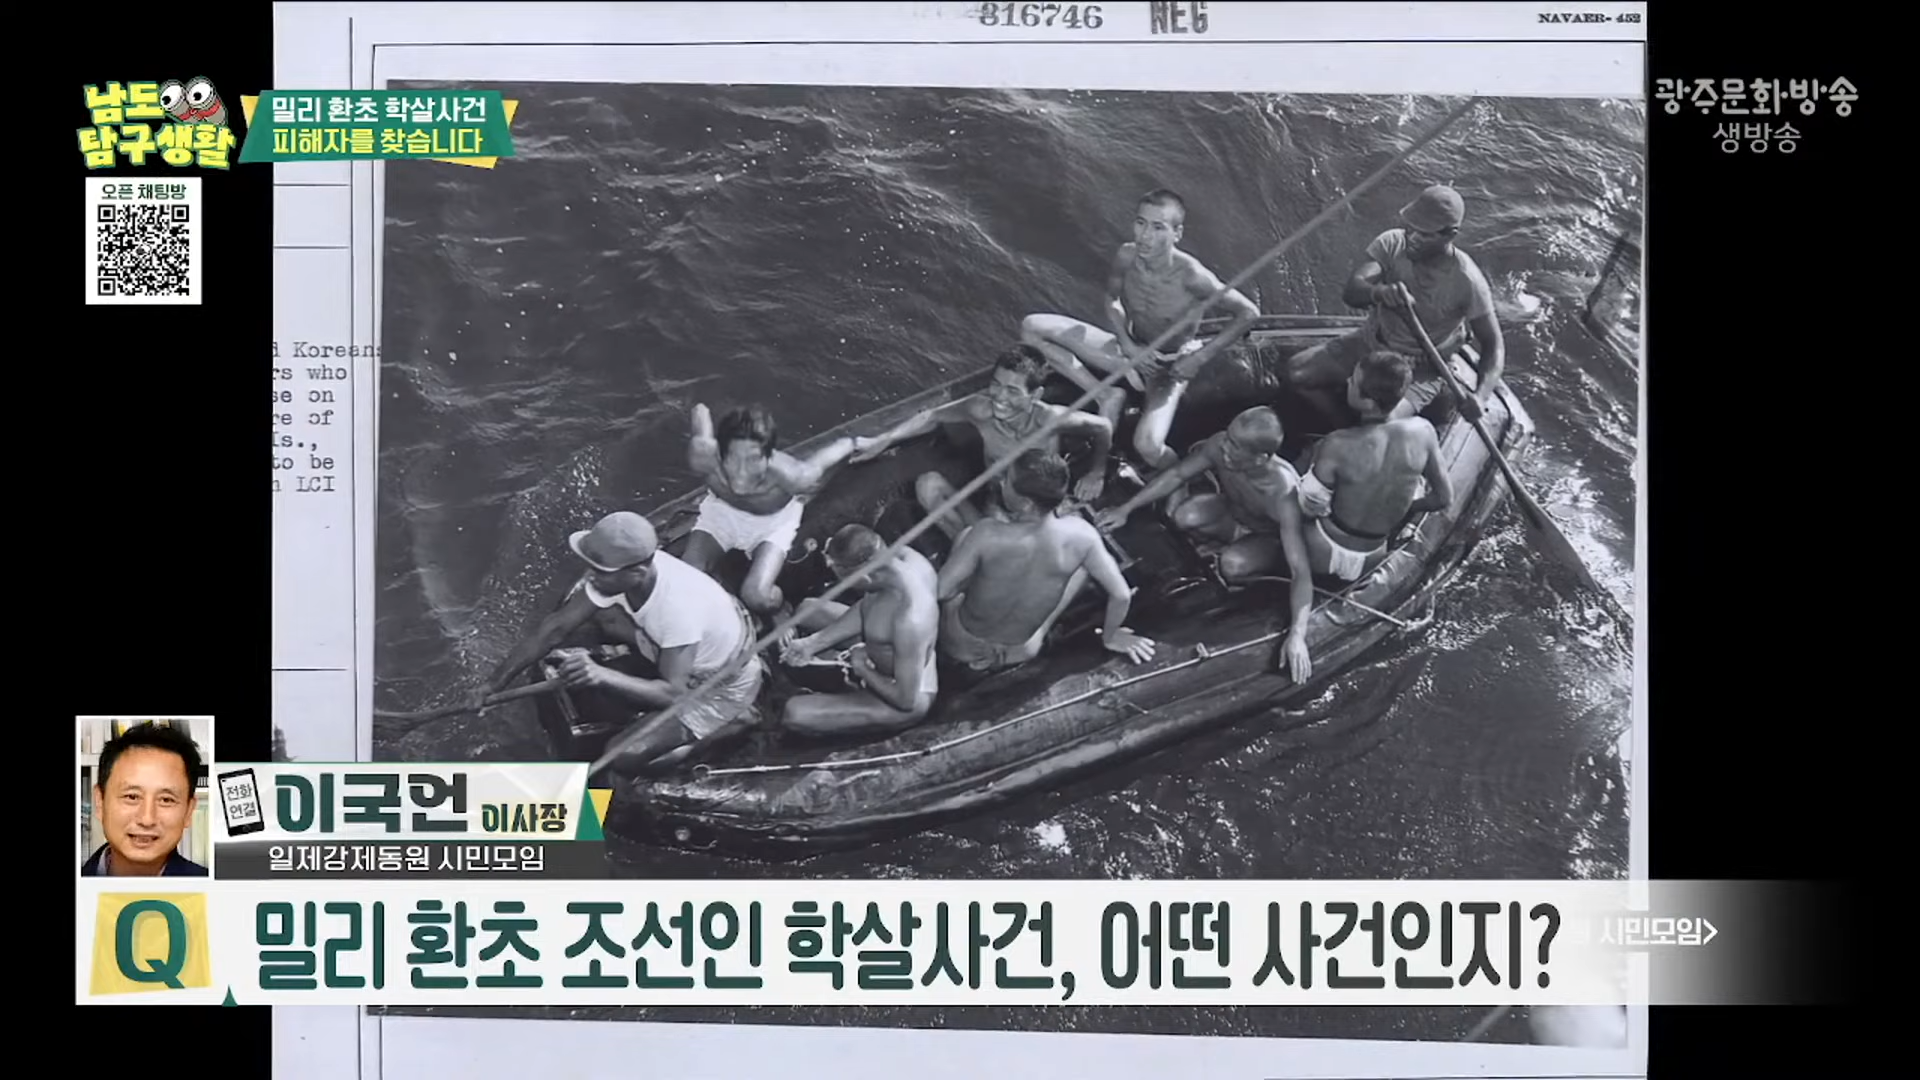 816746 NEG
NAVAER- 452
남도
탐구생활
밀리 환초 학살사건
피해자를 찾습니다
광주문화방송
생방송
오픈 채팅방
d Koreans
rs who
se on
re of
Is.,
to be
n LCI
전화
연결
이국언 이사장
일제강제동원 시민모임
Q 밀리 환초 조선인 학살사건, 어떤 사건인지?
시민모임>